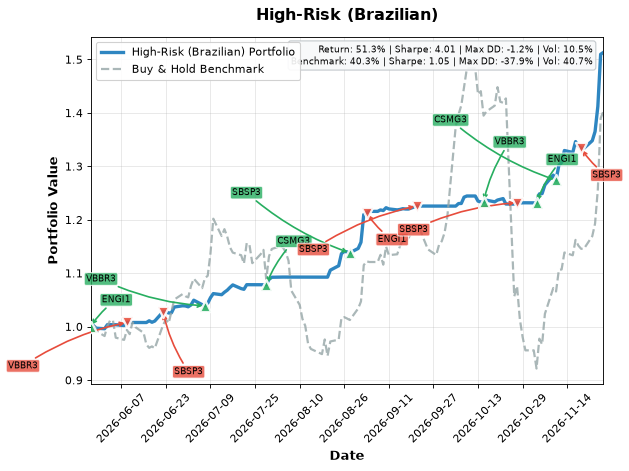 High-Risk (Brazilian)
High-Risk (Brazilian) Portfolio
Buy & Hold Benchmark
Return: 51.3% | Sharpe: 4.01 | Max DD: -1.2% | Vol: 10.5%
Benchmark: 40.3% | Sharpe: 1.05 | Max DD: -37.9% | Vol: 40.7%
Portfolio Value
1.5
1.4
1.3
1.2
1.1
1.0
0.9
CSMG3
VBBR3
ENGI1
SBSP3
SBSP3
CSMG3
SBSP3
SBSP3
ENGI1
VBBR3
ENGI1
VBBR3
SBSP3
2026-06-07
2026-06-23
2026-07-09
2026-07-25
2026-08-10
2026-08-26
2026-09-11
2026-09-27
2026-10-13
2026-10-29
2026-11-14
Date